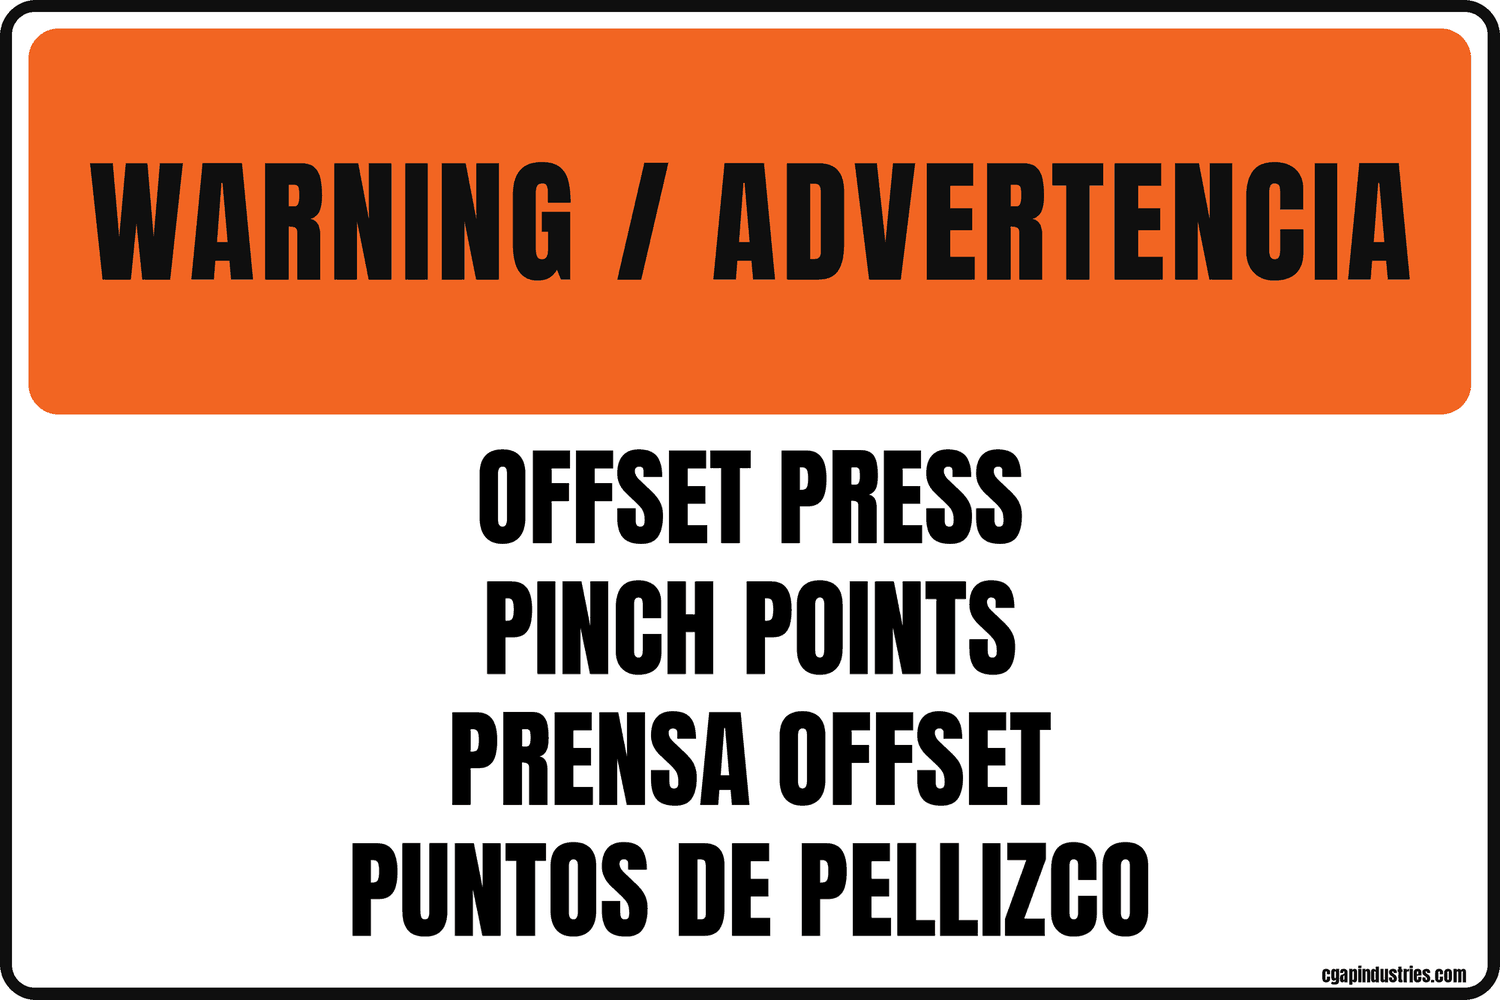 WARNING / ADVERTENCIA
OFFSET PRESS
PINCH POINTS
PRENSA OFFSET
PUNTOS DE PELLIZCO
cgapindustries.com